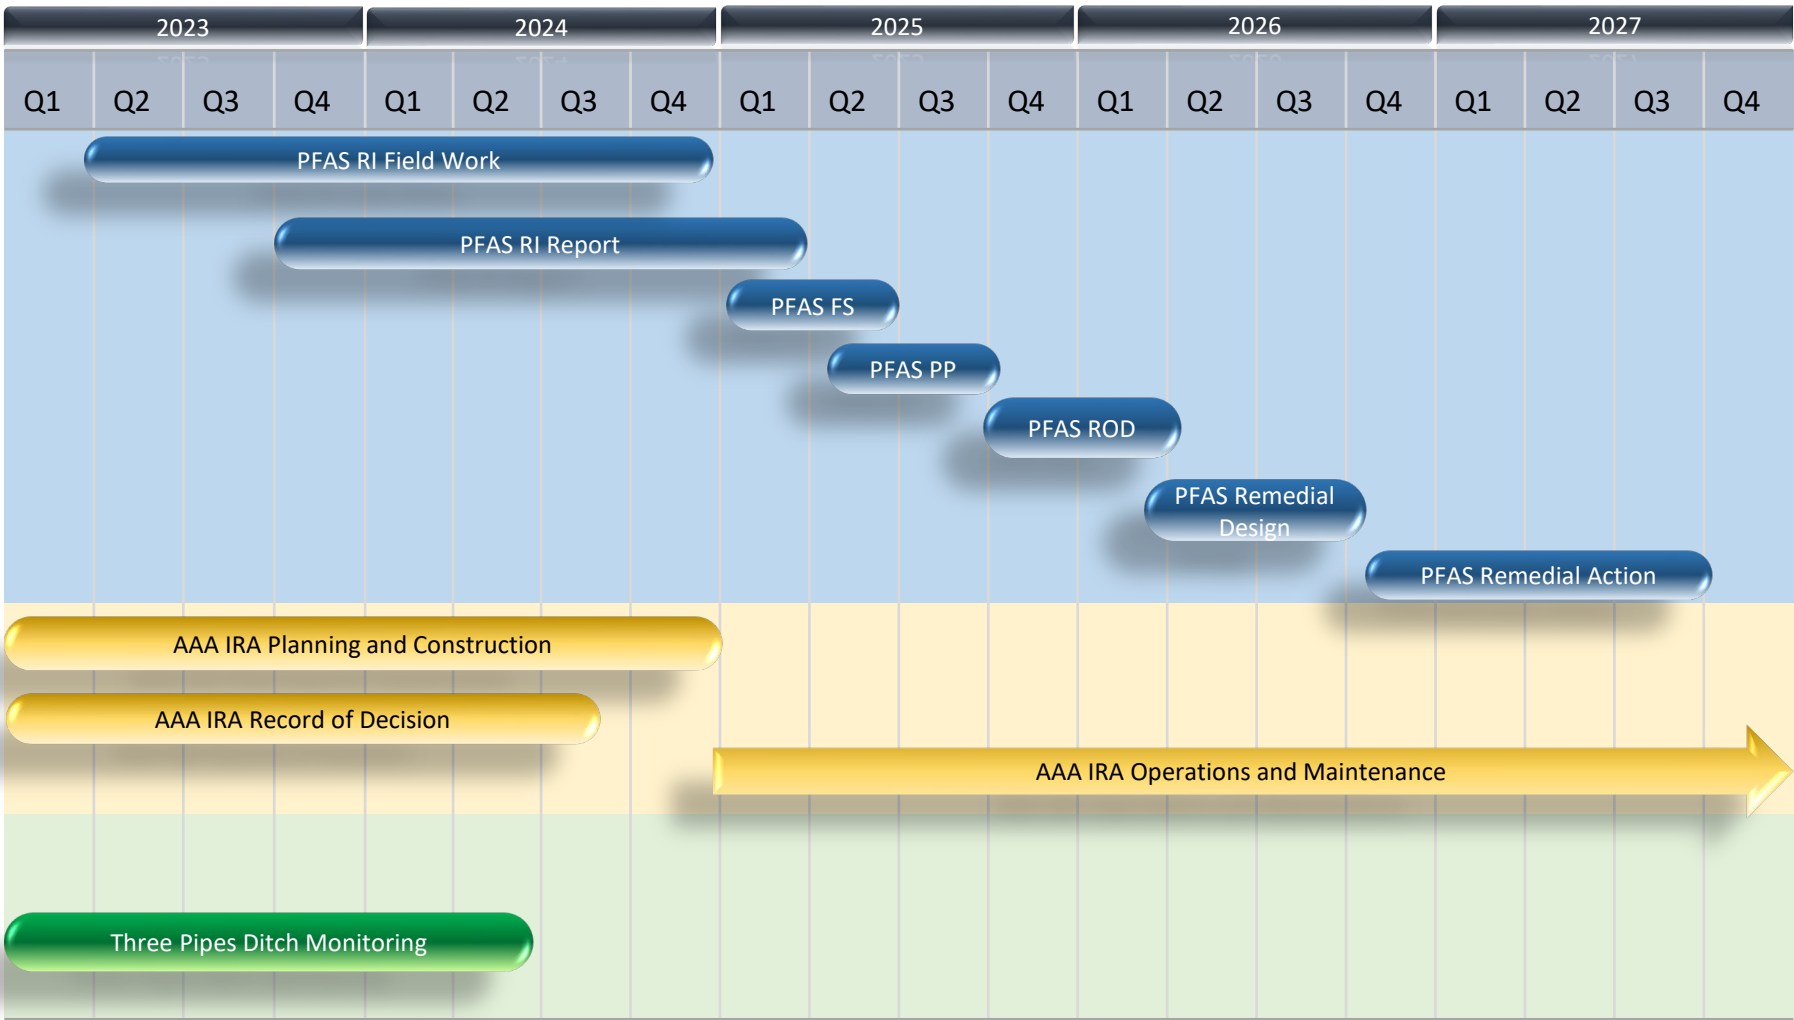 2023 2024 2025 2026 2027
Q1 Q2 Q3 Q4 Q1 Q2 Q3 Q4 Q1 Q2 Q3 Q4 Q1 Q2 Q3 Q4 Q1 Q2 Q3 Q4
PFAS RI Field Work
PFAS RI Report
PFAS FS
PFAS PP
PFAS ROD
PFAS Remedial
Design
PFAS Remedial Action
AAA IRA Planning and Construction
AAA IRA Record of Decision
AAA IRA Operations and Maintenance
Three Pipes Ditch Monitoring